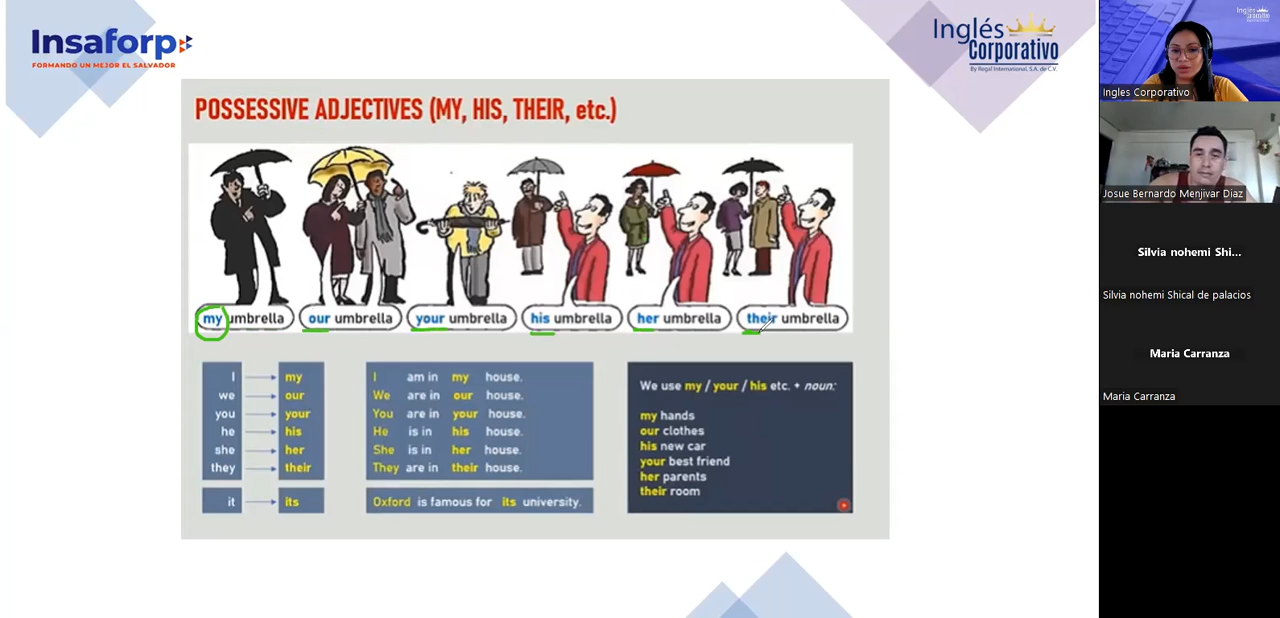 Insaforp
FORMANDO UN MEJOR EL SALVADOR
Inglés
Corporativo
By Regal International, S.A. de C.V.
POSSESSIVE ADJECTIVES (MY, HIS, THEIR, etc.)
my umbrella
our umbrella
your umbrella
his umbrella
her umbrella
their umbrella
I my
we our
you your
he his
she her
they their
it its
I am in my house.
We are in our house.
You are in your house.
He is in his house.
She is in her house.
They are in their house.
Oxford is famous for its university.
We use my / your / his etc. + noun:
my hands
our clothes
his new car
your best friend
her parents
their room
Ingles Corporativo
Josue Bernardo Menjivar Diaz
Silvia nohemi Shi...
Silvia nohemi Shical de palacios
Maria Carranza
Maria Carranza